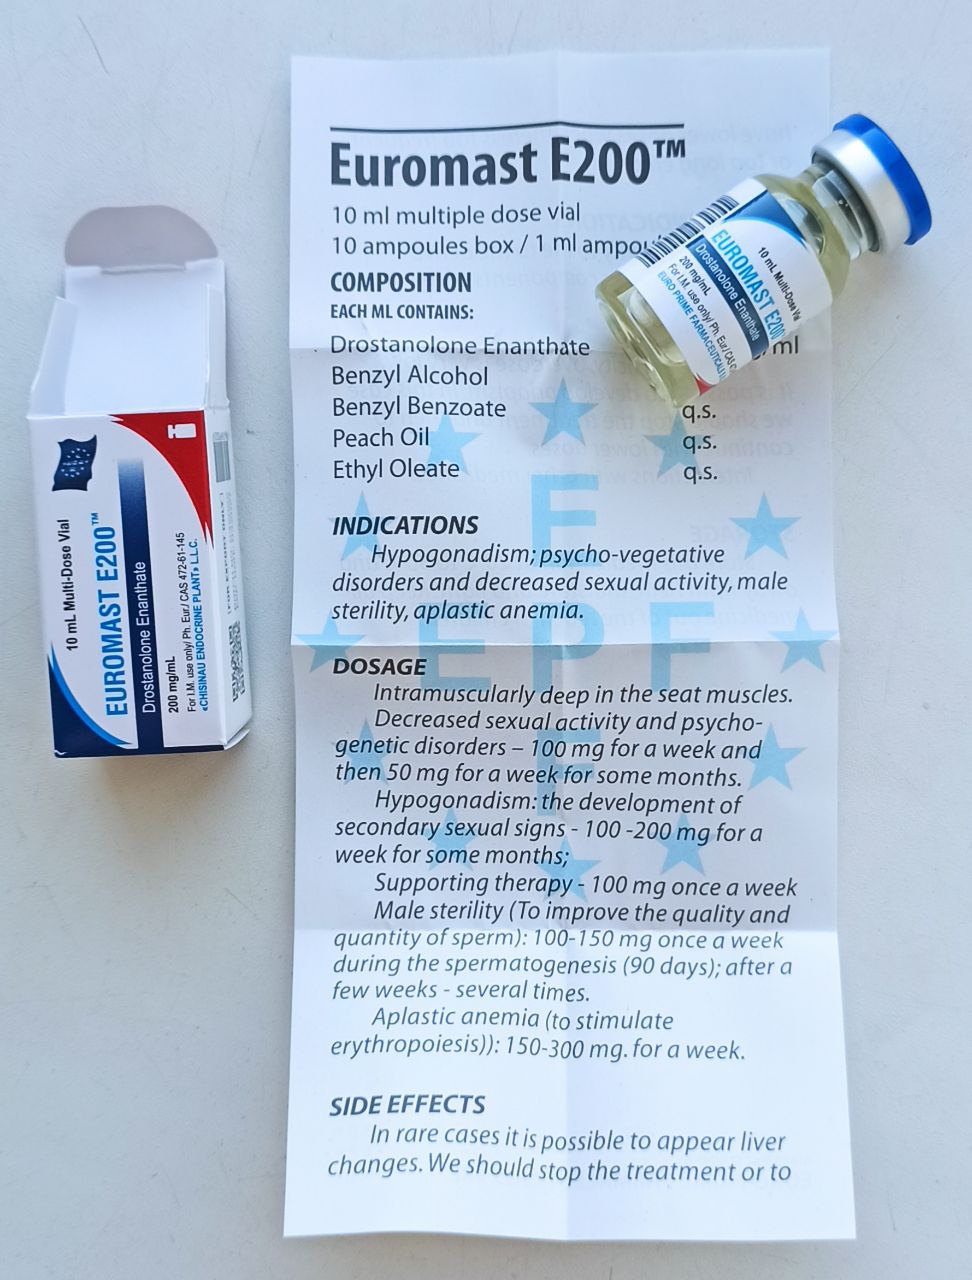 Euromast E200™
10 ml multiple dose vial
10 ampoules box / 1 ml
COMPOSITION
EACH ML CONTAINS:
Drostanolone Enanthate
ml
Benzyl Alcohol
Benzyl Benzoate q.s.
Peach Oil q.s.
Ethyl Oleate q.s.
E
EPF
F
INDICATIONS
Hypogonadism; psycho-vegetative
disorders and decreased sexual activity, male
sterility, aplastic anemia.
DOSAGE
Intramuscularly deep in the seat muscles.
Decreased sexual activity and psycho-
genetic disorders – 100 mg for a week and
then 50 mg for a week for some months.
Hypogonadism: the development of
secondary sexual signs - 100 -200 mg for a
week for some months;
Supporting therapy - 100 mg once a week
Male sterility (To improve the quality and
quantity of sperm): 100-150 mg once a week
during the spermatogenesis (90 days); after a
few weeks - several times.
Aplastic anemia (to stimulate
erythropoiesis)): 150-300 mg. for a week.
SIDE EFFECTS
In rare cases it is possible to appear liver
changes. We should stop the treatment or to
10 mL Multi-Dose Vial
EUROMAST E200™
Drostanolone Enanthate
200 mg/mL
For I.M. use only/ Ph. Eur./ CAS 472-61-145
«CHISINAU ENDOCRINE PLANT» L.L.C.
10 mL Multi-Dose
EUROMAST E200
Drostanolone Enanthate
200 mg/mL
For I.M. use only/ Ph. Eur./ CAS
EURO PRIME FARMACEUTICALS